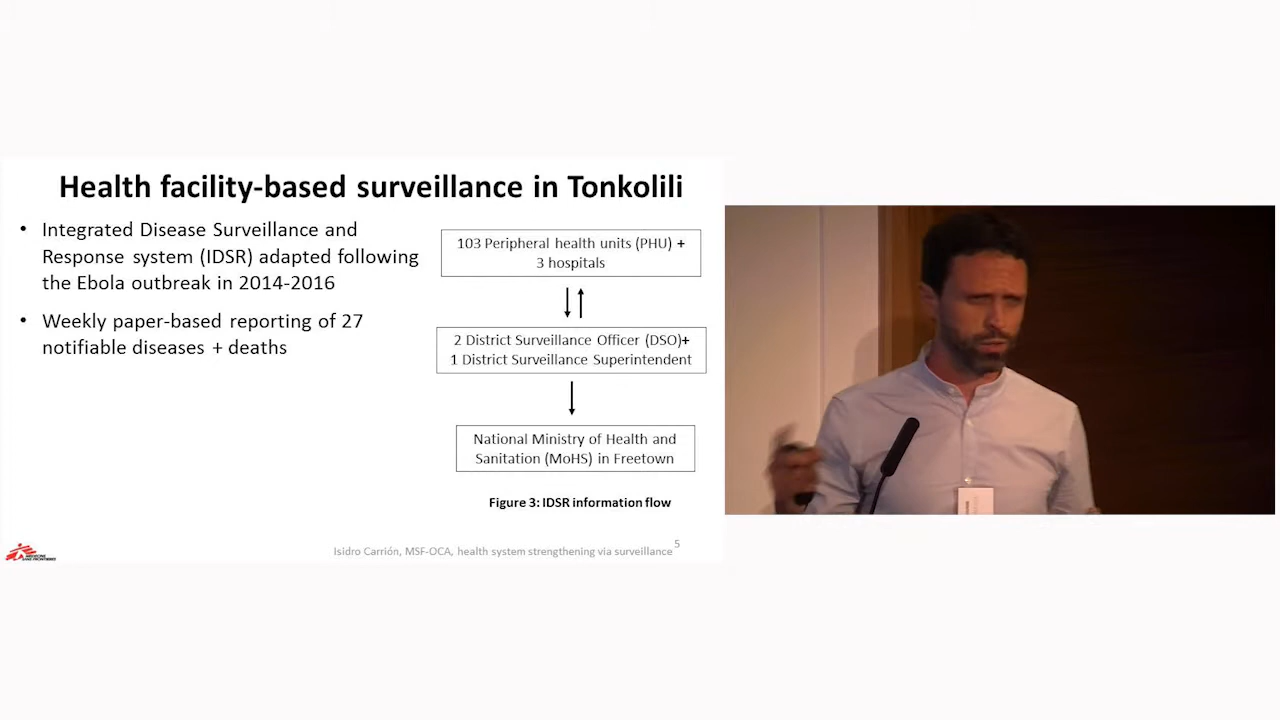 Health facility-based surveillance in Tonkolili
• Integrated Disease Surveillance and
Response system (IDSR) adapted following
the Ebola outbreak in 2014-2016
• Weekly paper-based reporting of 27
notifiable diseases + deaths
103 Peripheral health units (PHU) +
3 hospitals
2 District Surveillance Officer (DSO)+
1 District Surveillance Superintendent
National Ministry of Health and
Sanitation (MoHS) in Freetown
Figure 3: IDSR information flow
MEDECINS
SANS FRONTIERES
Isidro Carrión, MSF-OCA, health system strengthening via surveillance
5